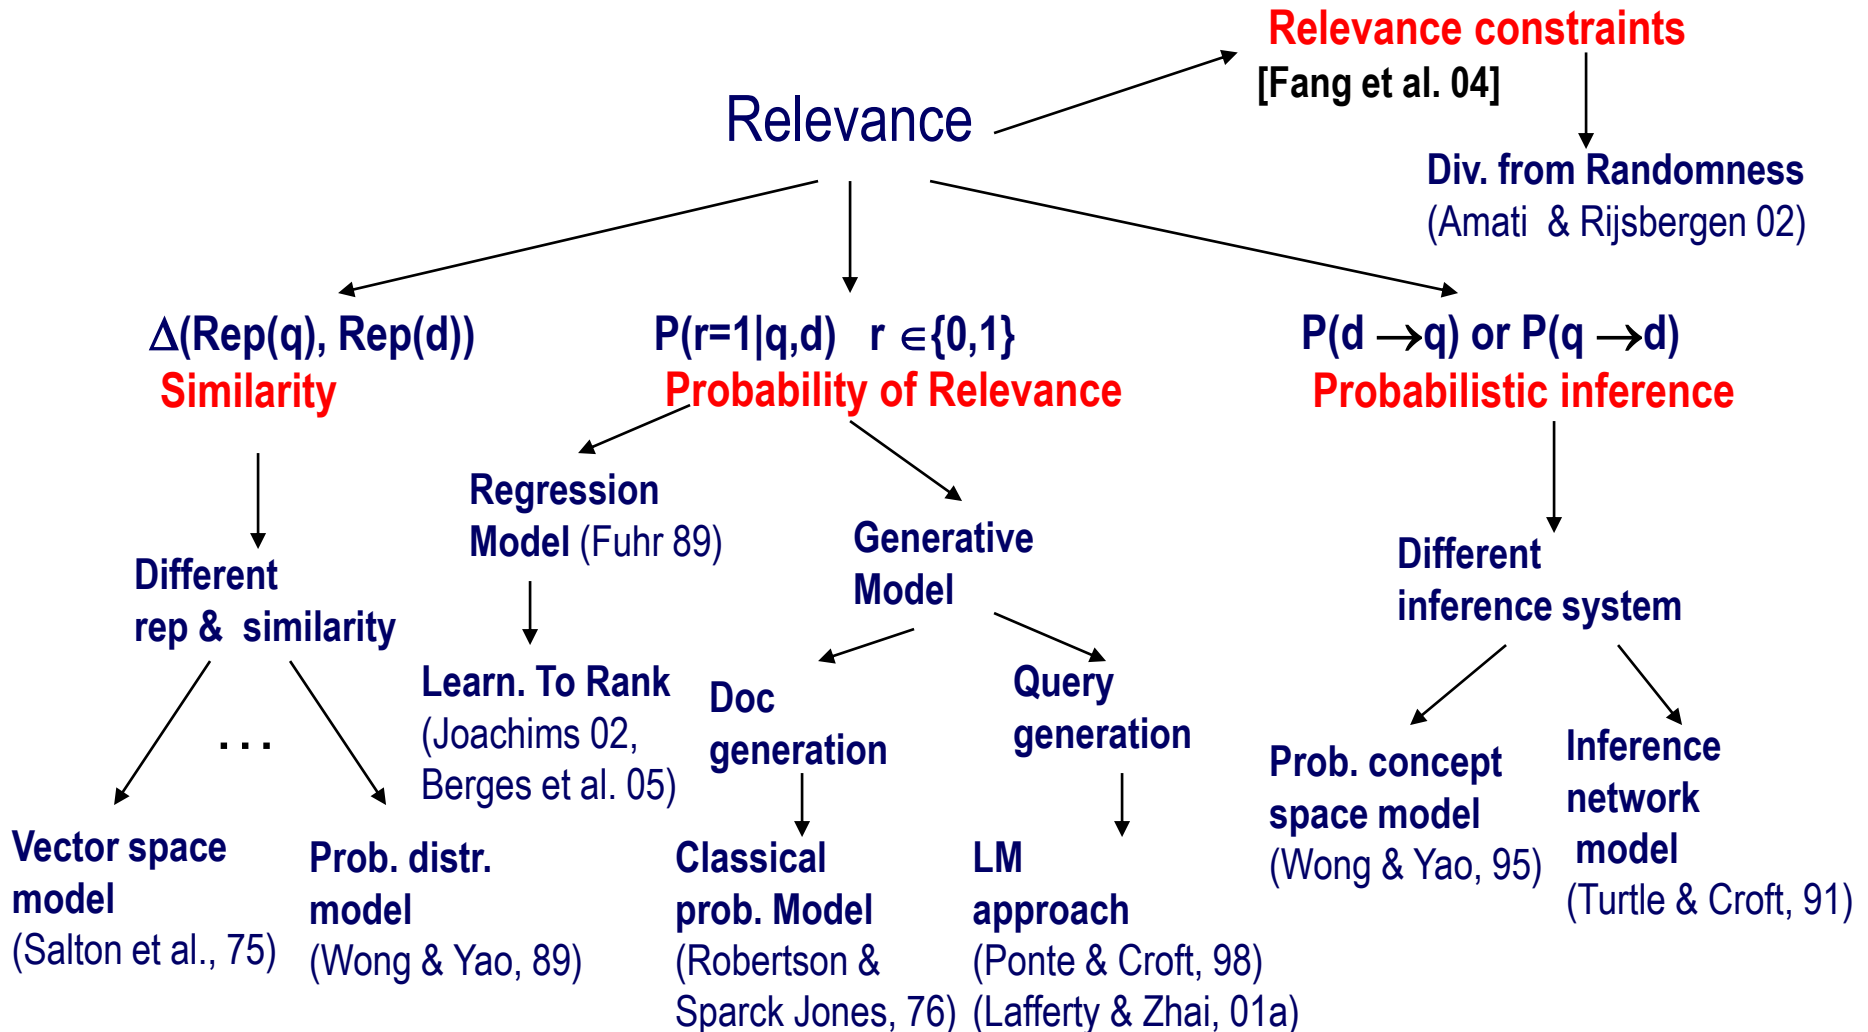 Relevance constraints
[Fang et al. 04]
Relevance
Div. from Randomness
(Amati & Rijsbergen 02)
Δ(Rep(q), Rep(d))
Similarity
P(r=1|q,d) r ∈{0,1}
Probability of Relevance
P(d →q) or P(q →d)
Probabilistic inference
Regression
Model (Fuhr 89)
Generative
Model
Different
rep & similarity
Different
inference system
Learn. To Rank
(Joachims 02,
Berges et al. 05)
Doc
generation
Query
generation
...
Vector space
model
(Salton et al., 75)
Prob. distr.
model
(Wong & Yao, 89)
Classical
prob. Model
(Robertson &
Sparck Jones, 76)
LM
approach
(Ponte & Croft, 98)
(Lafferty & Zhai, 01a)
Prob. concept
space model
(Wong & Yao, 95)
Inference
network
model
(Turtle & Croft, 91)